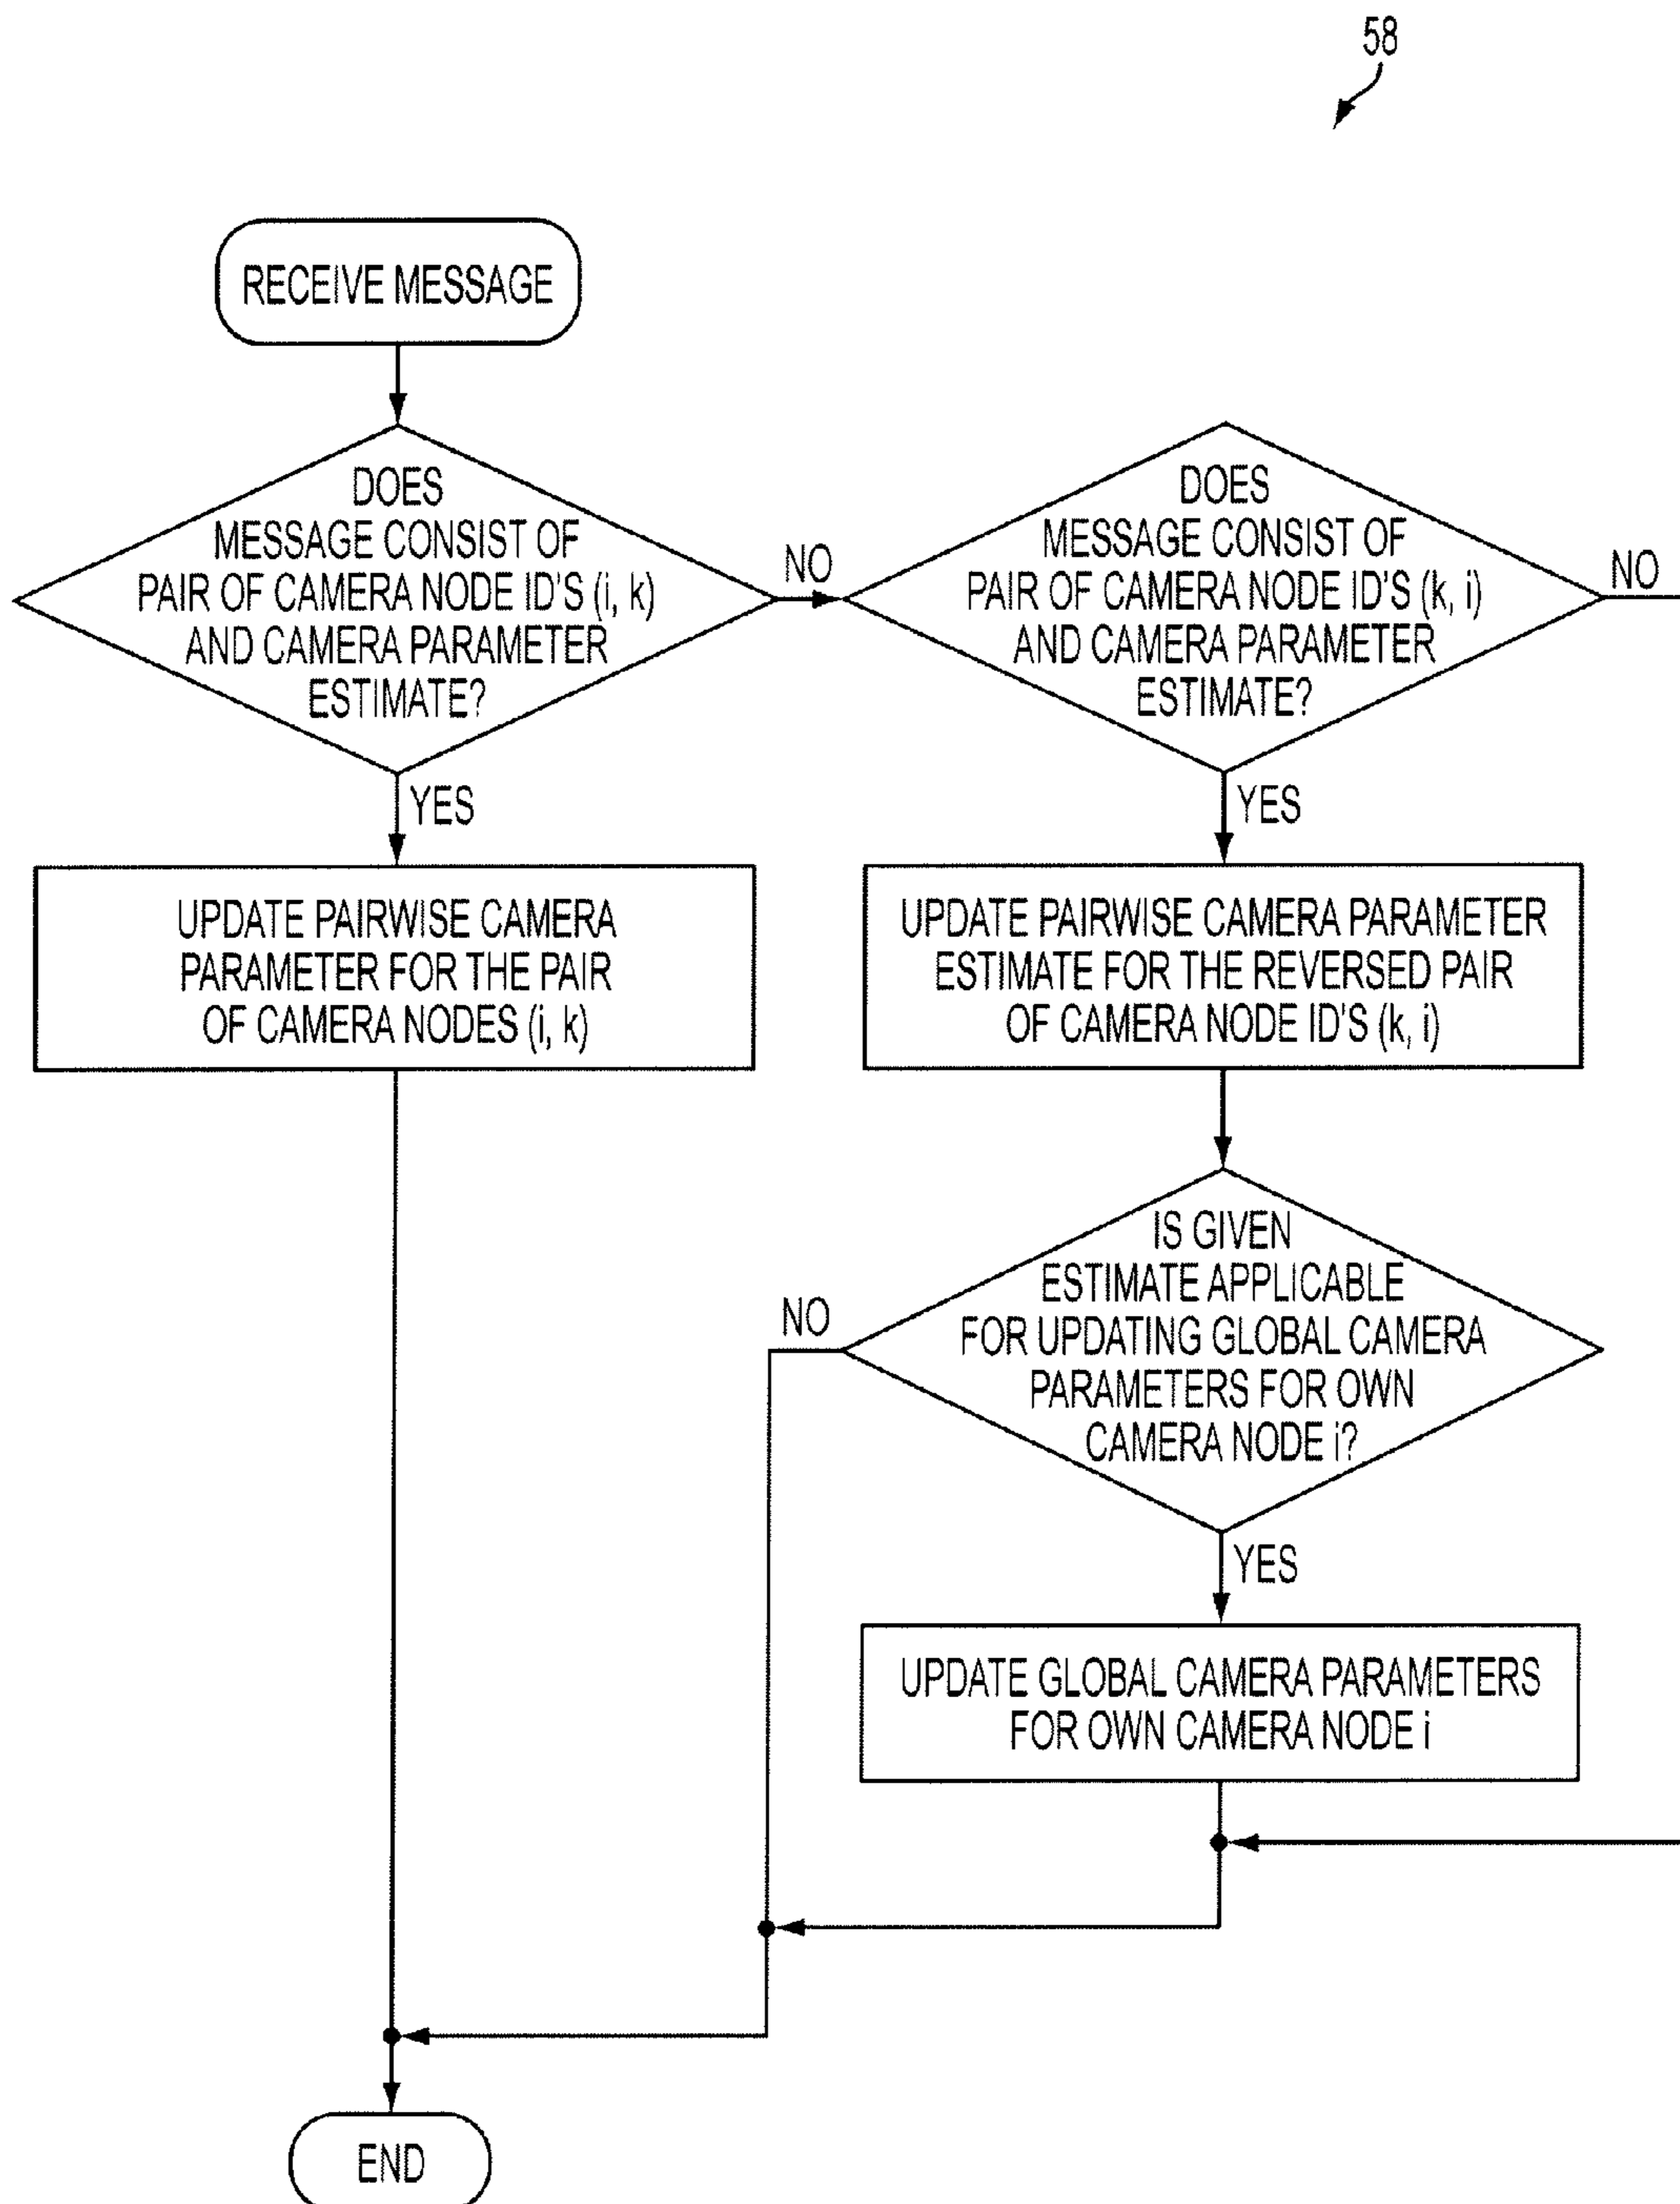 58
RECEIVE MESSAGE
DOES
MESSAGE CONSIST OF
PAIR OF CAMERA NODE ID'S (i, k)
AND CAMERA PARAMETER
ESTIMATE?
NO
DOES
MESSAGE CONSIST OF
PAIR OF CAMERA NODE ID'S (k, i)
AND CAMERA PARAMETER
ESTIMATE?
NO
YES
YES
UPDATE PAIRWISE CAMERA
PARAMETER FOR THE PAIR
OF CAMERA NODES (i, k)
UPDATE PAIRWISE CAMERA PARAMETER
ESTIMATE FOR THE REVERSED PAIR
OF CAMERA NODE ID'S (k, i)
IS GIVEN
ESTIMATE APPLICABLE
FOR UPDATING GLOBAL CAMERA
PARAMETERS FOR OWN
CAMERA NODE i?
NO
YES
UPDATE GLOBAL CAMERA PARAMETERS
FOR OWN CAMERA NODE i
END